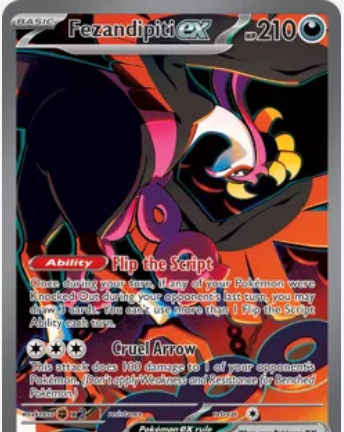 BASIC Fezandipiti ex HP 210
Ability Flip the Script
Once during your turn, if any of your Pokémon were
Knocked Out during your opponent's last turn, you may
draw 3 cards. You can't use more than 1 Flip the Script
Ability each turn.
Cruel Arrow
This attack does 100 damage to 1 of your opponent's
Pokémon. (Don't apply Weakness and Resistance for Benched
Pokémon.)
weakness ×2 resistance retreat
Pokémon ex rule